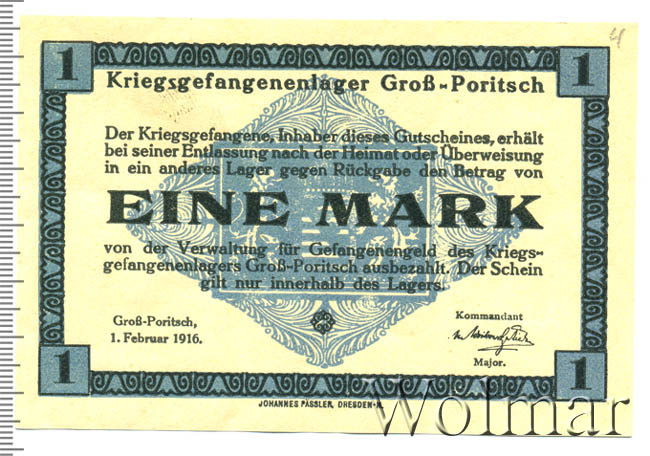 1 1
Kriegsgefangenenlager Groß-Poritsch
Der Kriegsgefangene, Inhaber dieses Gutscheines, erhält
bei seiner Entlassung nach der Heimat oder Überweisung
in ein anderes Lager gegen Rückgabe den Betrag von
EINE MARK
von der Verwaltung für Gefangenengeld des Kriegs-
gefangenenlagers Groß-Poritsch ausbezahlt. Der Schein
gilt nur innerhalb des Lagers.
Groß-Poritsch,
1. Februar 1916.
Kommandant
Major.
1 1
JOHANNES PÄSSLER, DRESDEN-N.
Wolmar